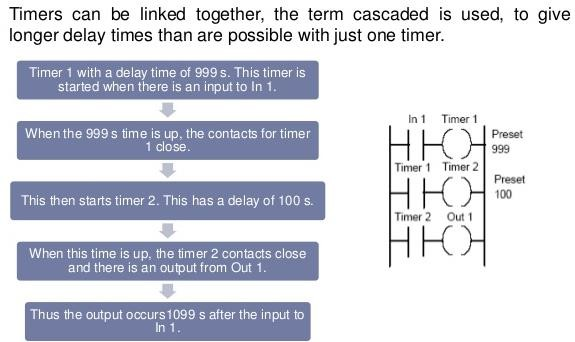 Timers can be linked together, the term cascaded is used, to give
longer delay times than are possible with just one timer.
Timer 1 with a delay time of 999 s. This timer is
started when there is an input to In 1.
When the 999 s time is up, the contacts for timer
1 close.
This then starts timer 2. This has a delay of 100 s.
When this time is up, the timer 2 contacts close
and there is an output from Out 1.
Thus the output occurs1099 s after the input to
In 1.
In 1 Timer 1
Preset
999
Timer 1 Timer 2
Preset
100
Timer 2 Out 1